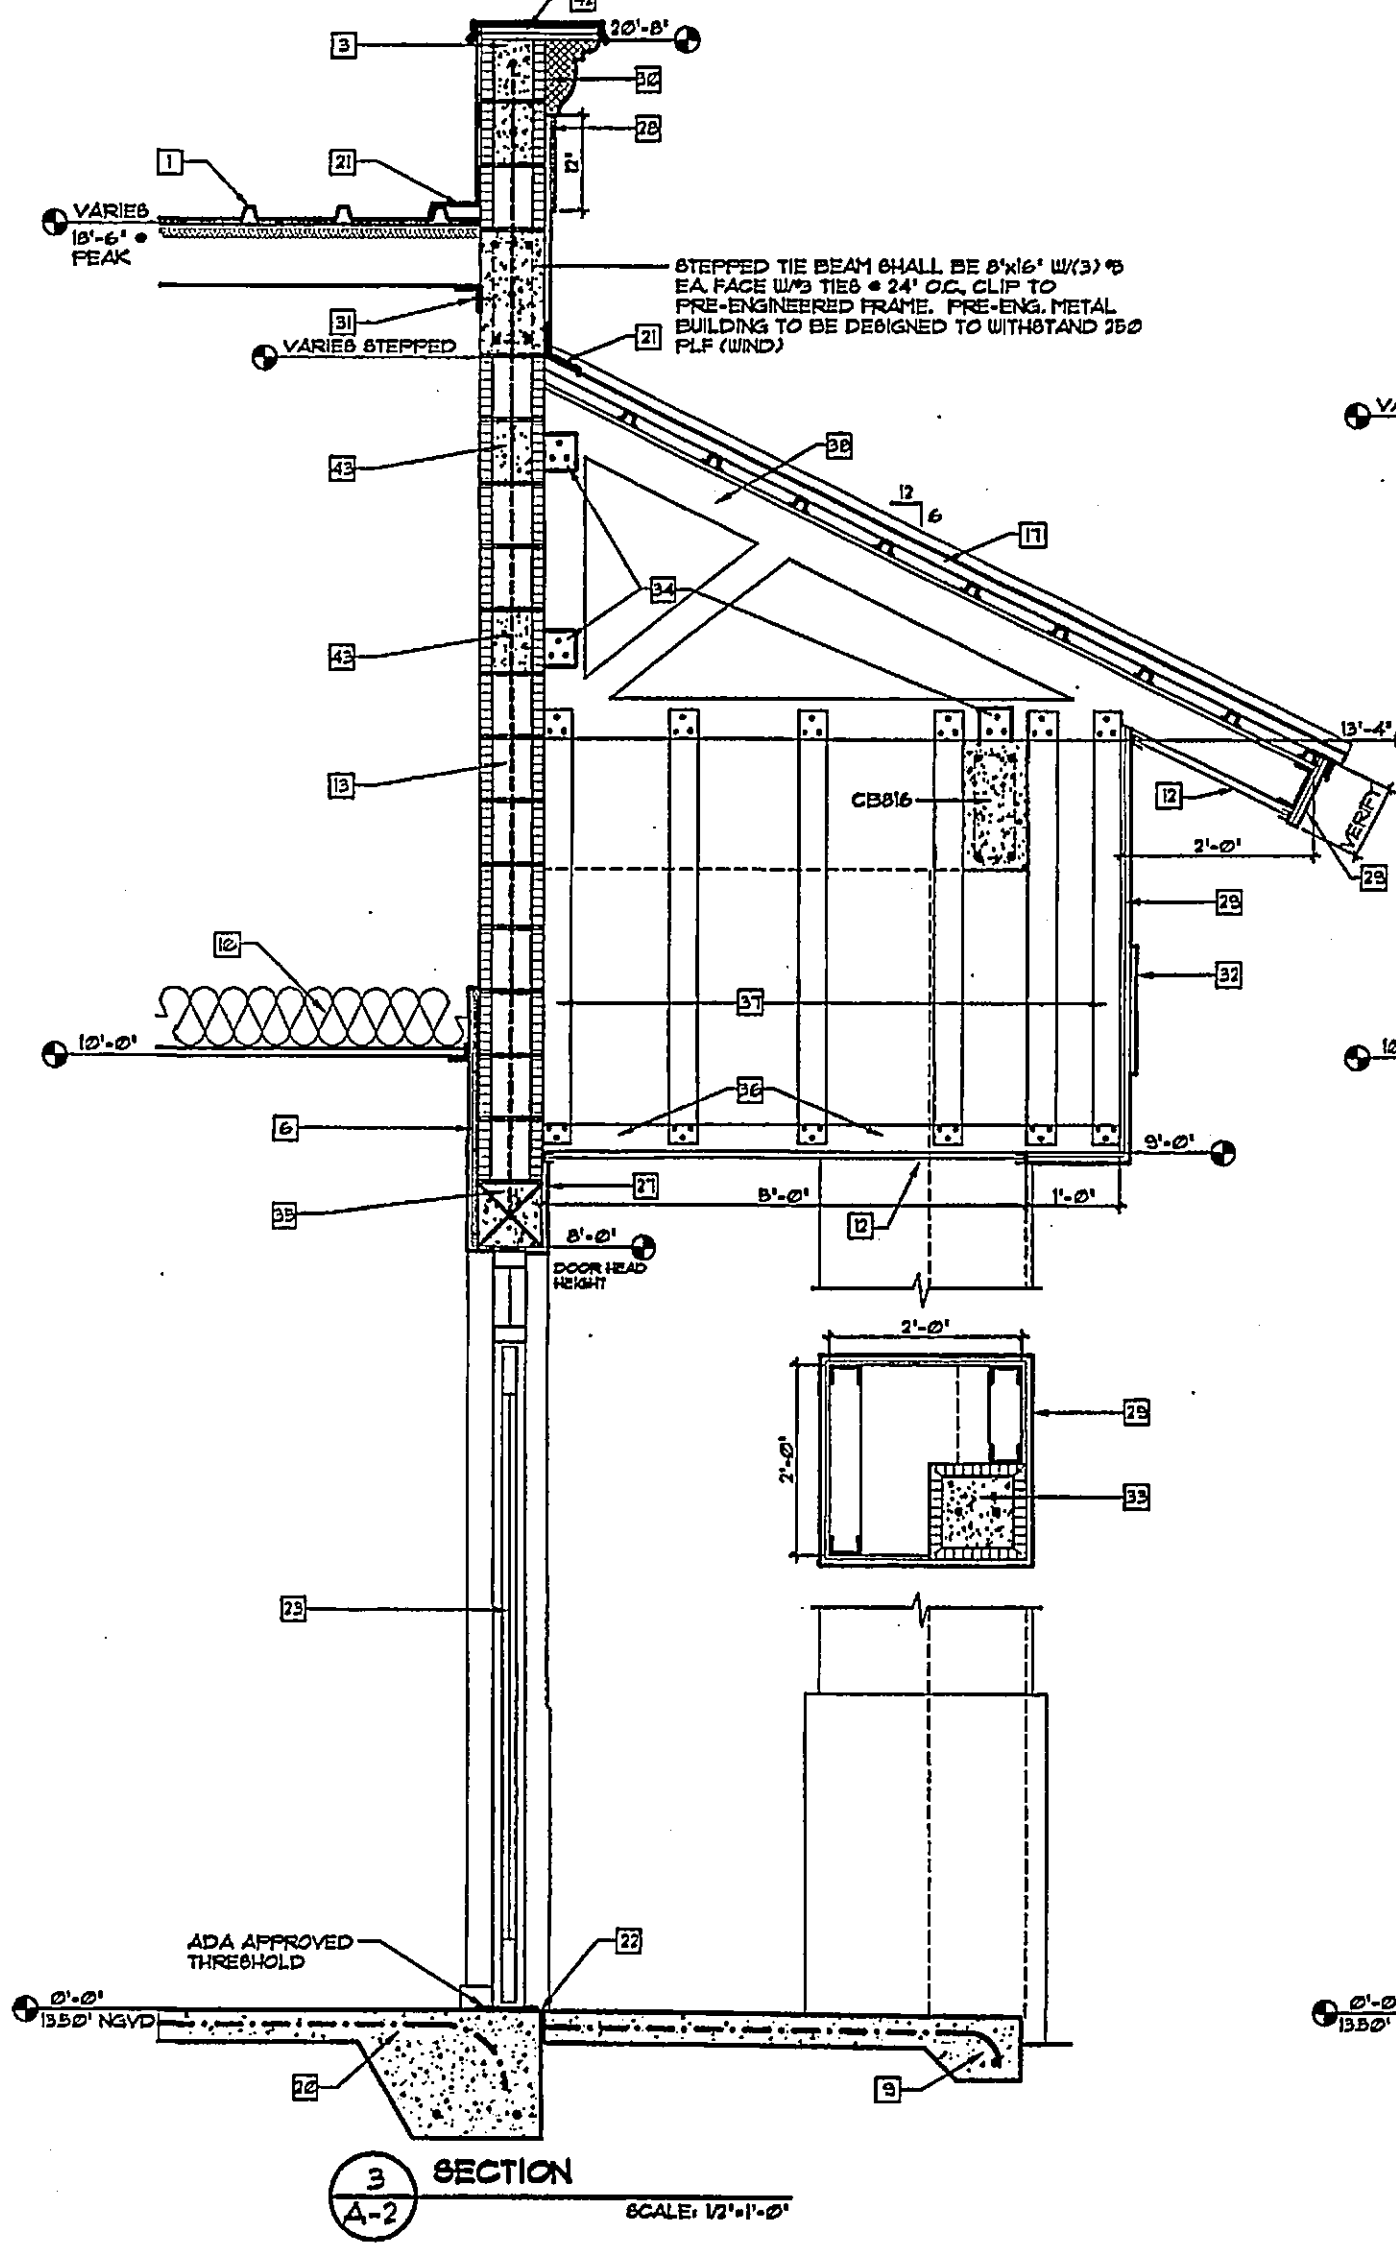 42
20'-8"
3
30
28
12"
1
21
VARIES
18'-6" @
PEAK
STEPPED TIE BEAM SHALL BE 8"x16" W/(3) #5
EA. FACE W/#3 TIES @ 24" O.C., CLIP TO
PRE-ENGINEERED FRAME. PRE-ENG. METAL
BUILDING TO BE DESIGNED TO WITHSTAND 250
PLF (WIND)
31
21
VARIES STEPPED
43
38
12
6
17
34
43
13'-4"
13
CB816
12
VERIFY
2'-0"
29
29
10
32
37
10'-0"
36
6
9'-0"
27
5'-0"
1'-0"
35
12
8'-0"
DOOR HEAD
HEIGHT
2'-0"
29
2'-0"
33
23
ADA APPROVED
THRESHOLD
22
0'-0"
13.50' NGVD
0'-0
13.50'
20
9
3
A-2
SECTION
SCALE: 1/2"=1'-0"